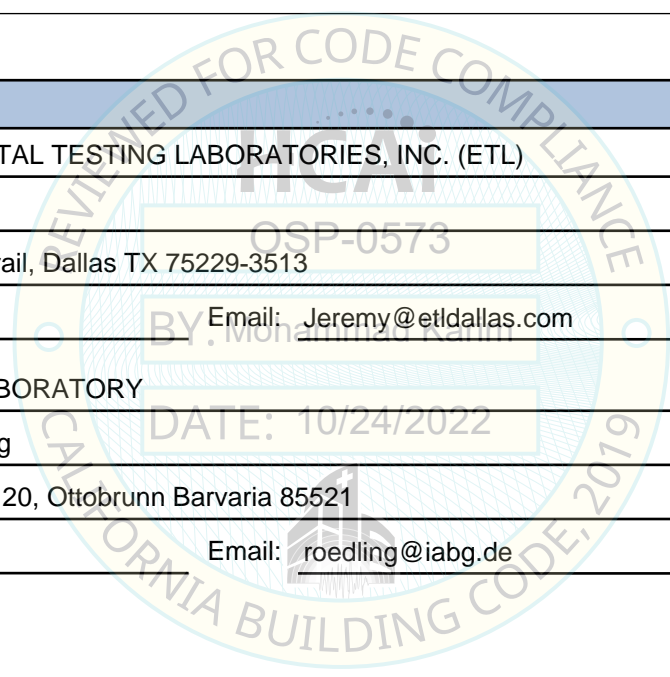 TAL TESTING LABORATORIES, INC. (ETL)
rail, Dallas TX 75229-3513
Email: Jeremy@etldallas.com
BORATORY
g
20, Ottobrunn Barvaria 85521
Email: roedling@iabg.de
REVIEWED FOR CODE COMPLIANCE
HCAi
OSP-0573
BY: Mohammad Karim
DATE: 10/24/2022
CALIFORNIA BUILDING CODE, 2019